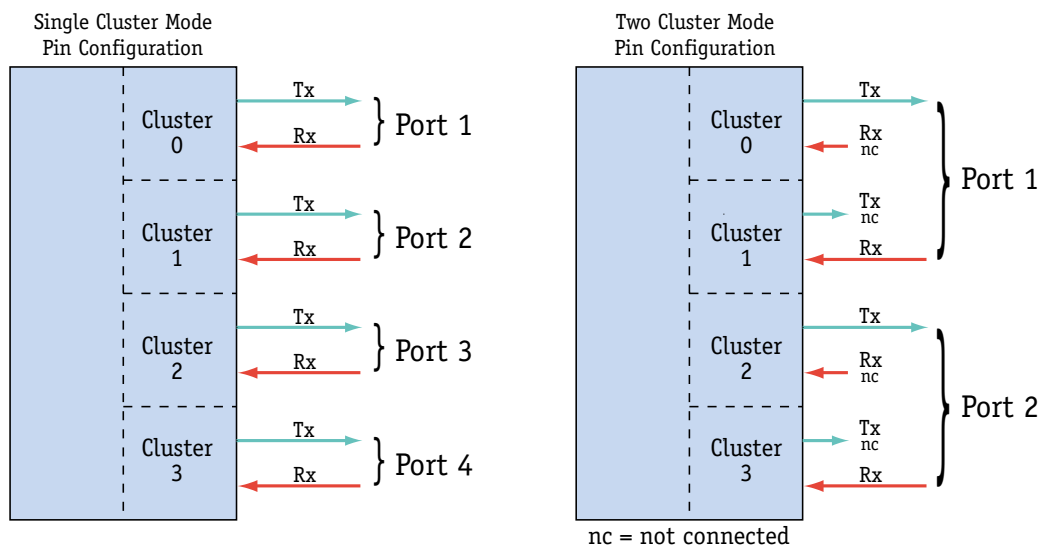 Single Cluster Mode
Pin Configuration
Cluster
0
Tx
Rx
} Port 1
Cluster
1
Tx
Rx
} Port 2
Cluster
2
Tx
Rx
} Port 3
Cluster
3
Tx
Rx
} Port 4
Two Cluster Mode
Pin Configuration
Cluster
0
Tx
Rx
nc
Cluster
1
Tx
nc
Rx
} Port 1
Cluster
2
Tx
Rx
nc
Cluster
3
Tx
nc
Rx
} Port 2
nc = not connected